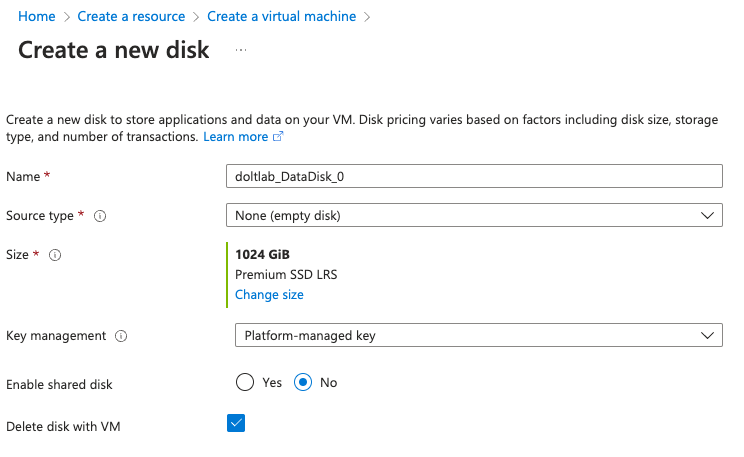 Home > Create a resource > Create a virtual machine >
Create a new disk ...
Create a new disk to store applications and data on your VM. Disk pricing varies based on factors including disk size, storage
type, and number of transactions. Learn more
Name * doltlab_DataDisk_0
Source type * None (empty disk)
Size * 1024 GiB
Premium SSD LRS
Change size
Key management Platform-managed key
Enable shared disk Yes No
Delete disk with VM